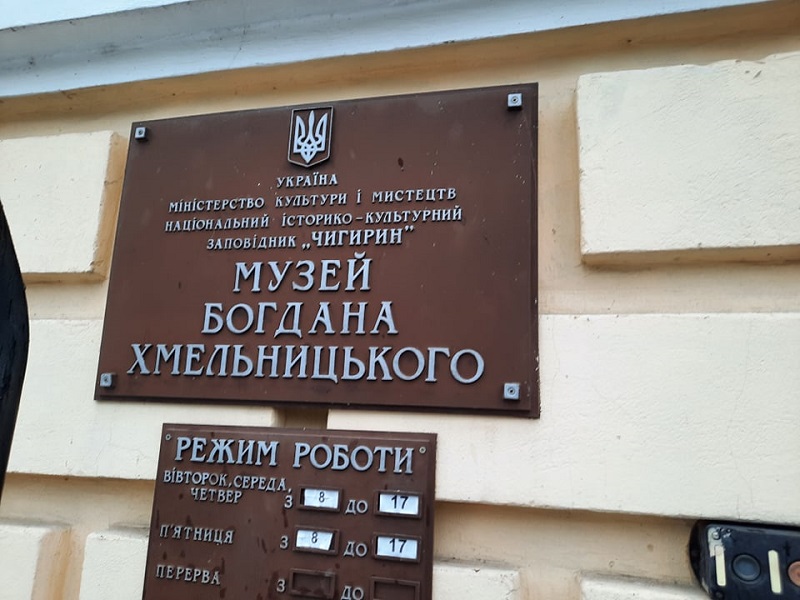 УКРАЇНА
МІНІСТЕРСТВО КУЛЬТУРИ І МИСТЕЦТВ
НАЦІОНАЛЬНИЙ ІСТОРИКО-КУЛЬТУРНИЙ
ЗАПОВІДНИК „ЧИГИРИН"
МУЗЕЙ
БОГДАНА
ХМЕЛЬНИЦЬКОГО
РЕЖИМ РОБОТИ
ВІВТОРОК, СЕРЕДА,
ЧЕТВЕР З 8 ДО 17
П'ЯТНИЦЯ З 8 ДО 17
ПЕРЕРВА З ДО